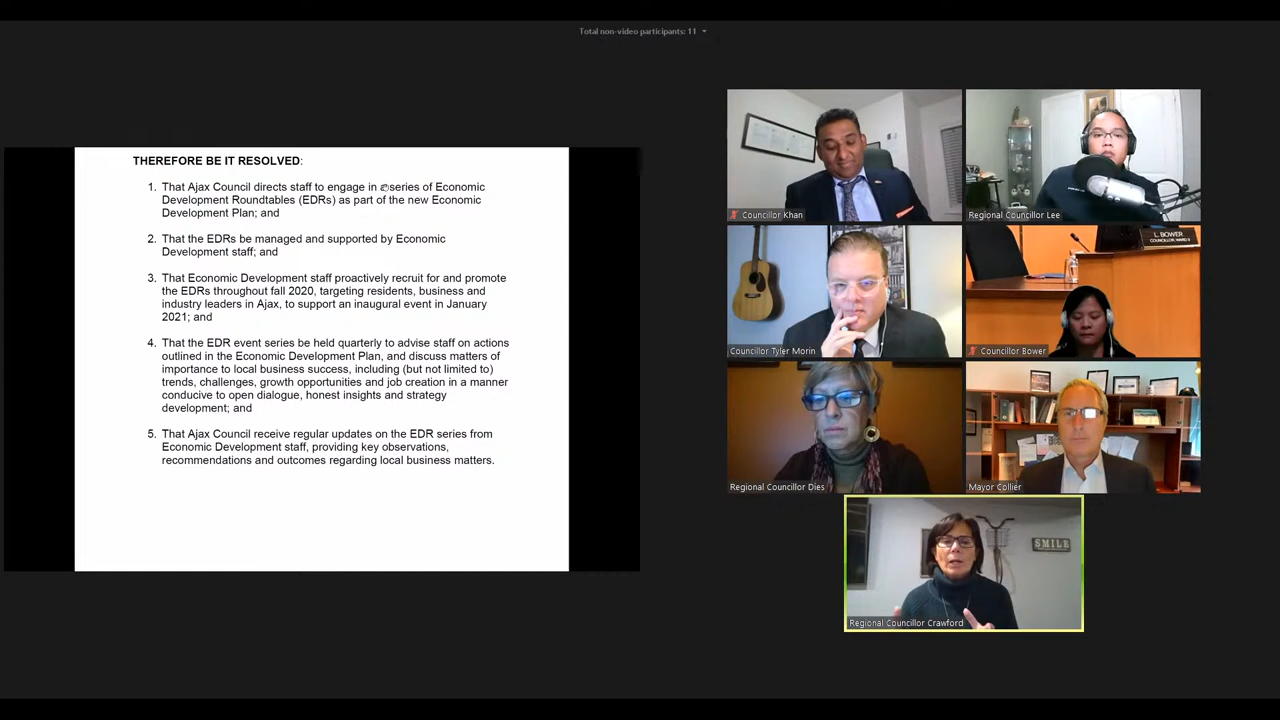 Total non-video participants: 11
THEREFORE BE IT RESOLVED:
1. That Ajax Council directs staff to engage in a series of Economic
Development Roundtables (EDRs) as part of the new Economic
Development Plan; and
2. That the EDRs be managed and supported by Economic
Development staff; and
3. That Economic Development staff proactively recruit for and promote
the EDRs throughout fall 2020, targeting residents, business and
industry leaders in Ajax, to support an inaugural event in January
2021; and
4. That the EDR event series be held quarterly to advise staff on actions
outlined in the Economic Development Plan, and discuss matters of
importance to local business success, including (but not limited to)
trends, challenges, growth opportunities and job creation in a manner
conducive to open dialogue, honest insights and strategy
development; and
5. That Ajax Council receive regular updates on the EDR series from
Economic Development staff, providing key observations,
recommendations and outcomes regarding local business matters.
Councillor Khan
Regional Councillor Lee
Councillor Tyler Morin
L. BOWER
COUNCILLOR, WARD 3
Councillor Bower
Regional Councillor Dies
Mayor Collier
SMILE
Regional Councillor Crawford